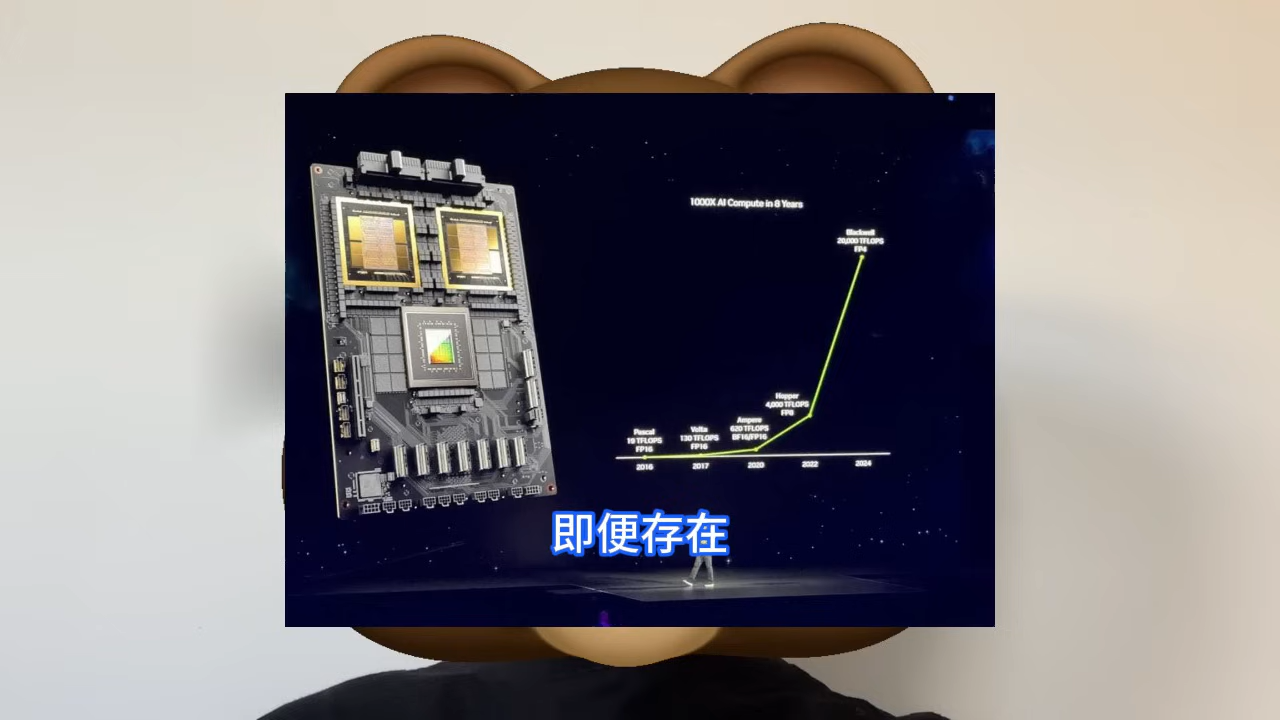 1000X AI Compute in 8 Years
Blackwell
20,000 TFLOPS
FP4
Hopper
4,000 TFLOPS
FP8
Ampere
620 TFLOPS
BF16/FP16
Volta
130 TFLOPS
FP16
Pascal
19 TFLOPS
FP16
2016
2017
2020
2022
2024
即便存在